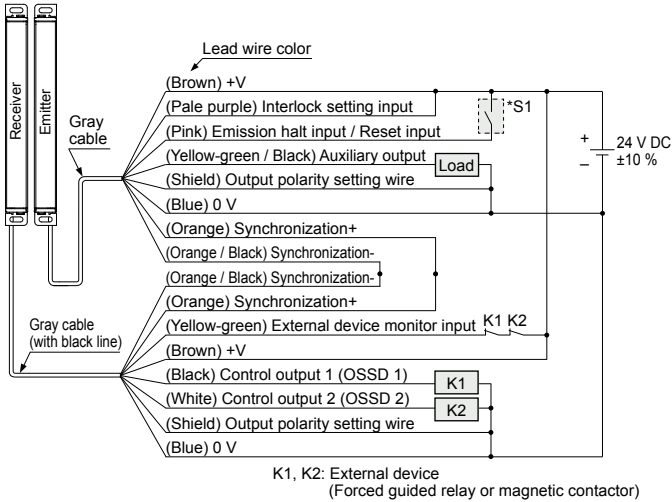 Receiver
Emitter
Lead wire color
Gray
cable
(Brown) +V
(Pale purple) Interlock setting input
(Pink) Emission halt input / Reset input
(Yellow-green / Black) Auxiliary output
(Shield) Output polarity setting wire
(Blue) 0 V
(Orange) Synchronization+
(Orange / Black) Synchronization-
*S1
Load
+
–
24 V DC
±10 %
(Orange / Black) Synchronization-
(Orange) Synchronization+
(Yellow-green) External device monitor input K1 K2
(Brown) +V
(Black) Control output 1 (OSSD 1)
K1
(White) Control output 2 (OSSD 2)
K2
(Shield) Output polarity setting wire
(Blue) 0 V
Gray cable
(with black line)
K1, K2: External device
(Forced guided relay or magnetic contactor)